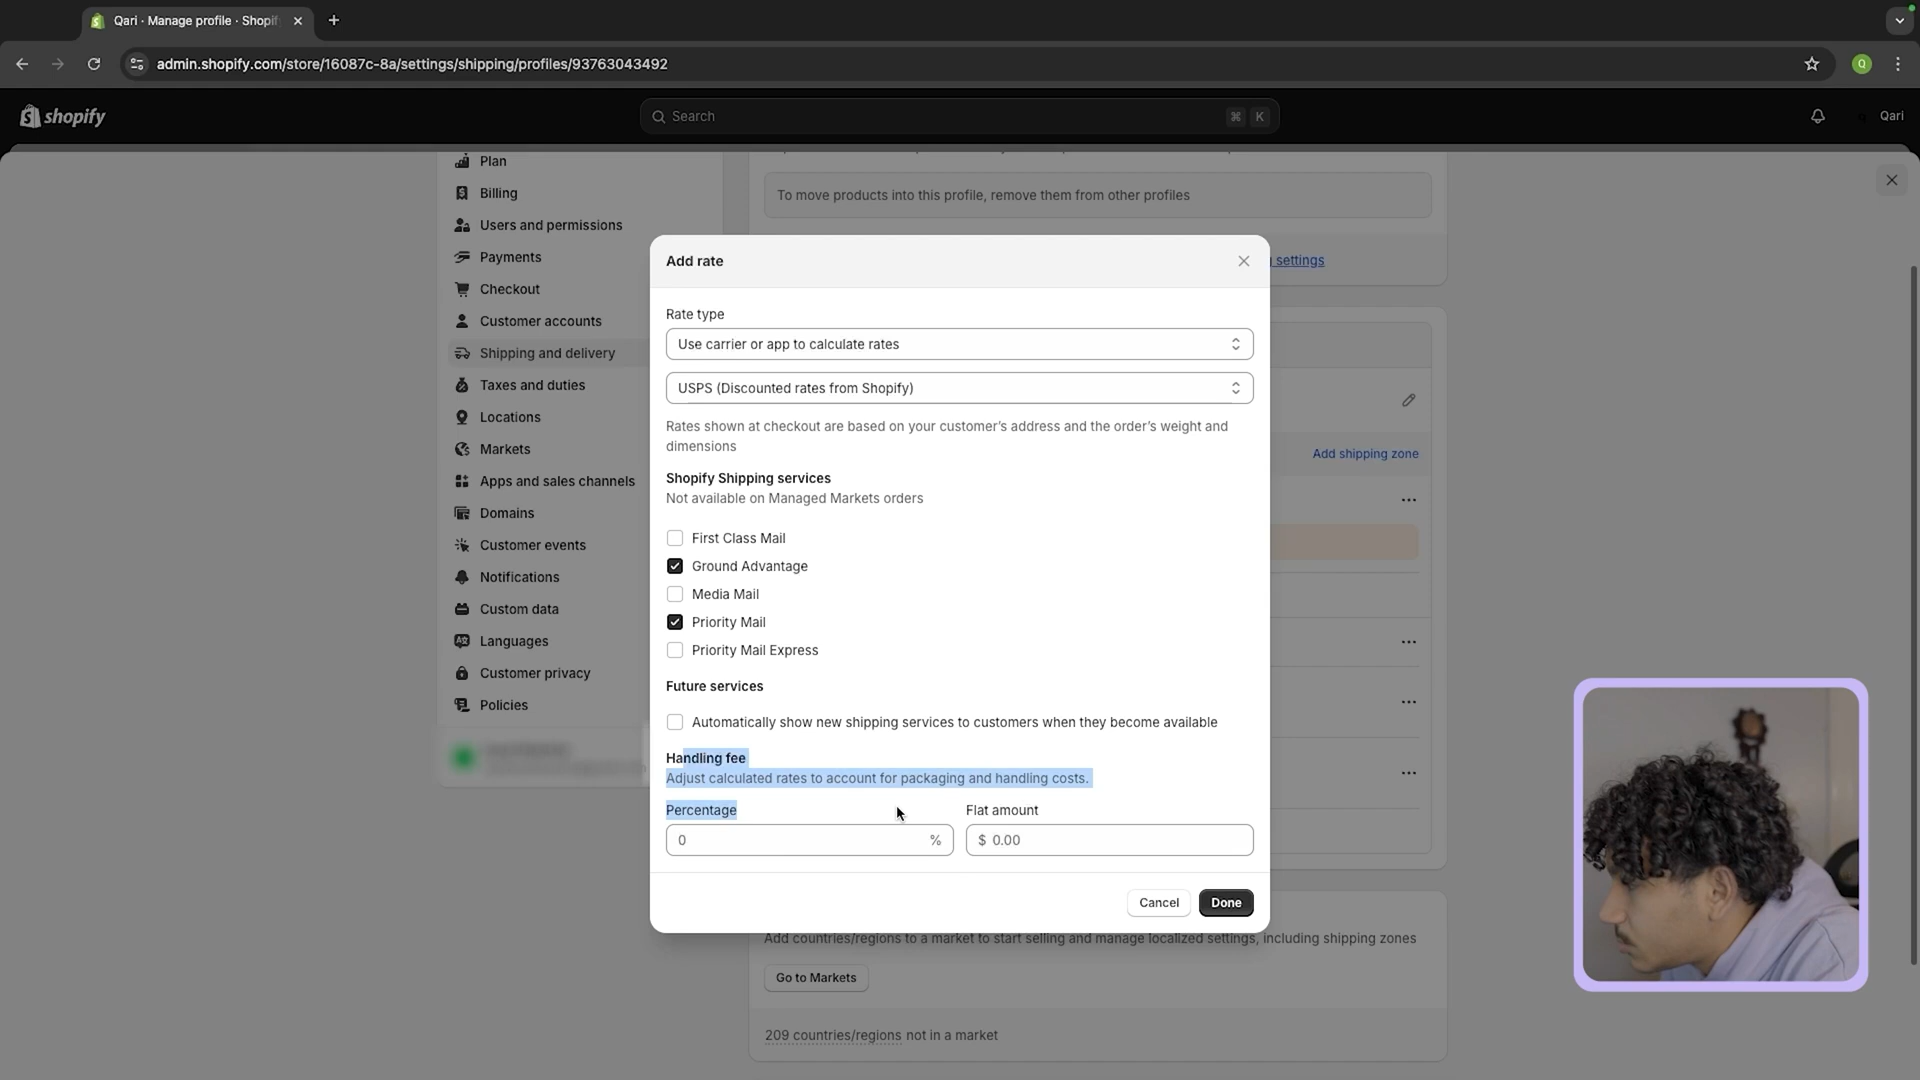 Qari · Manage profile · Shopif
admin.shopify.com/store/16087c-8a/settings/shipping/profiles/93763043492
Q
shopify
Search
⌘ K
Qari
Plan
Billing
Users and permissions
Payments
Checkout
Customer accounts
Shipping and delivery
Taxes and duties
Locations
Markets
Apps and sales channels
Domains
Customer events
Notifications
Custom data
Languages
Customer privacy
Policies
To move products into this profile, remove them from other profiles
settings
Add shipping zone
Add rate
Rate type
Use carrier or app to calculate rates
USPS (Discounted rates from Shopify)
Rates shown at checkout are based on your customer’s address and the order’s weight and
dimensions
Shopify Shipping services
Not available on Managed Markets orders
First Class Mail
Ground Advantage
Media Mail
Priority Mail
Priority Mail Express
Future services
Automatically show new shipping services to customers when they become available
Handling fee
Adjust calculated rates to account for packaging and handling costs.
Percentage
Flat amount
0 %
$ 0.00
Cancel
Done
Add countries/regions to a market to start selling and manage localized settings, including shipping zones
Go to Markets
209 countries/regions not in a market